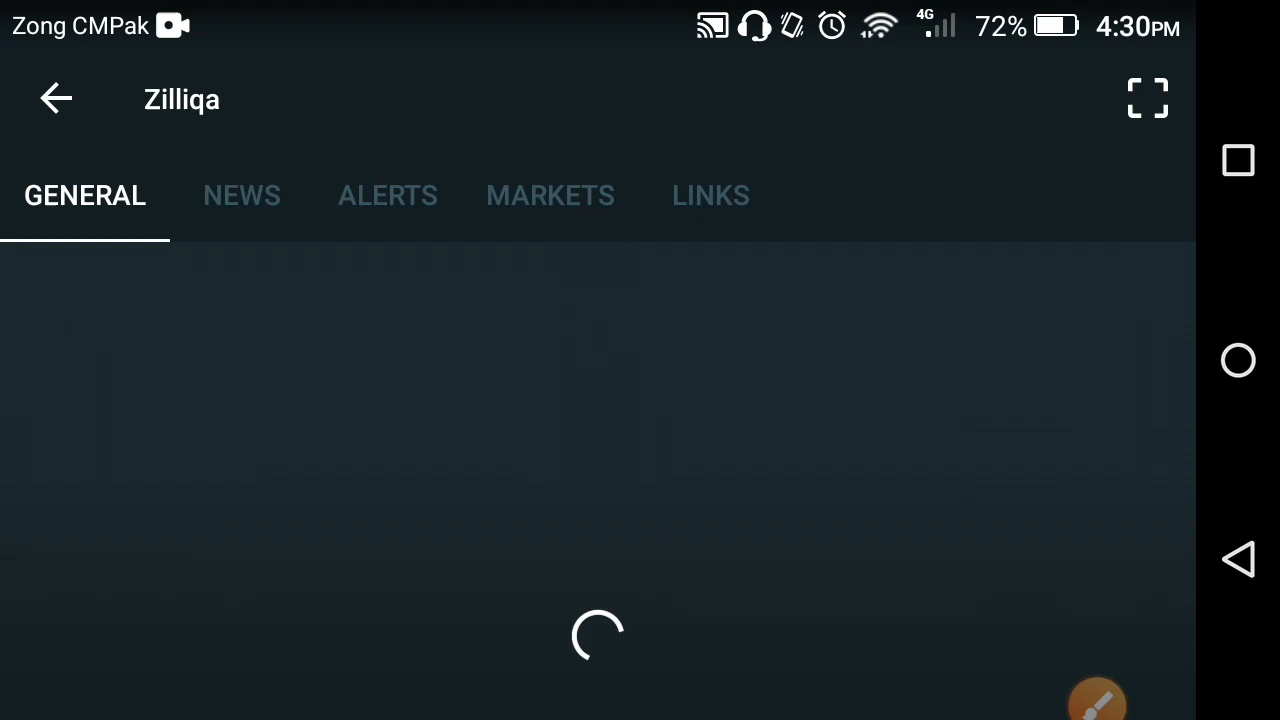 Zong CMPak 4G 72% 4:30PM
Zilliqa
GENERAL NEWS ALERTS MARKETS LINKS